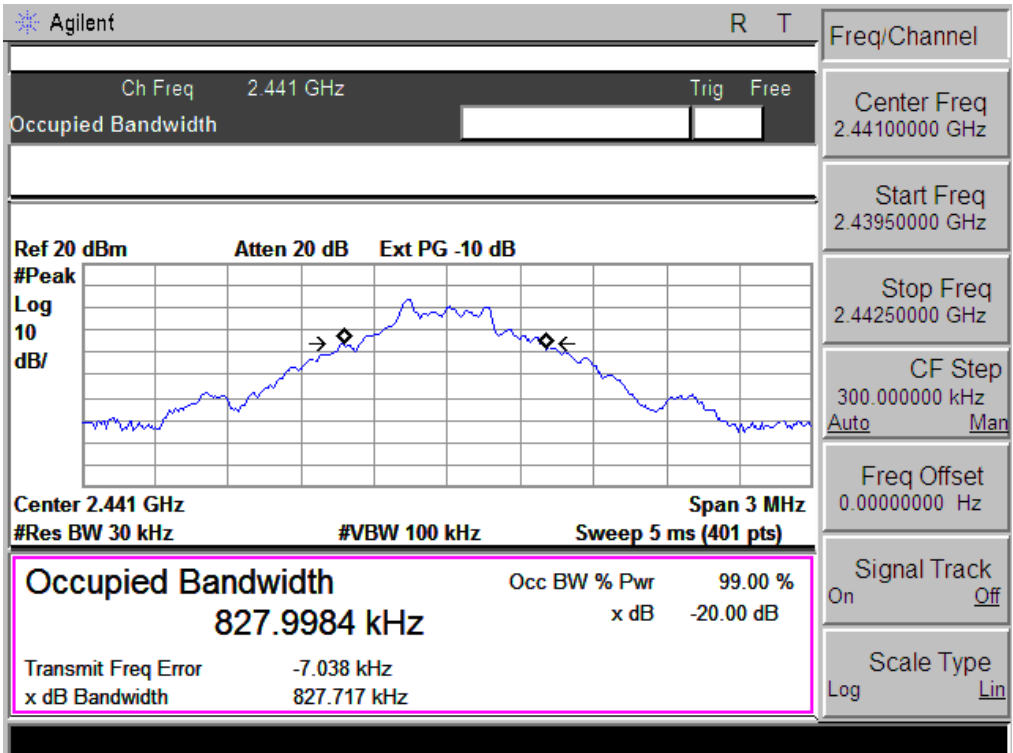 Agilent R T
Ch Freq 2.441 GHz Trig Free
Occupied Bandwidth
Ref 20 dBm Atten 20 dB Ext PG -10 dB
#Peak
Log
10
dB/
Center 2.441 GHz Span 3 MHz
#Res BW 30 kHz #VBW 100 kHz Sweep 5 ms (401 pts)
Occupied Bandwidth Occ BW % Pwr 99.00 %
827.9984 kHz x dB -20.00 dB
Transmit Freq Error -7.038 kHz
x dB Bandwidth 827.717 kHz
Freq/Channel
Center Freq
2.44100000 GHz
Start Freq
2.43950000 GHz
Stop Freq
2.44250000 GHz
CF Step
300.000000 kHz
Auto Man
Freq Offset
0.00000000 Hz
Signal Track
On Off
Scale Type
Log Lin